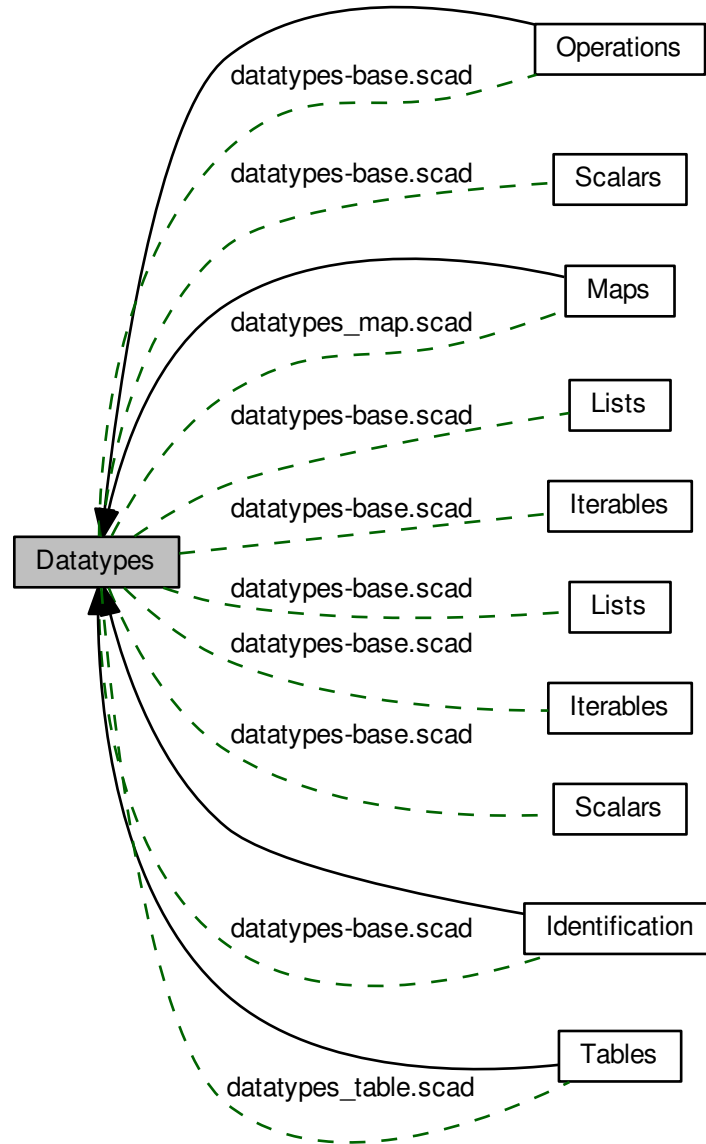 Operations
datatypes-base.scad
datatypes-base.scad
Scalars
Maps
datatypes_map.scad
Lists
datatypes-base.scad
Iterables
datatypes-base.scad
Datatypes
datatypes-base.scad
Lists
datatypes-base.scad
Iterables
datatypes-base.scad
Scalars
Identification
datatypes-base.scad
Tables
datatypes_table.scad